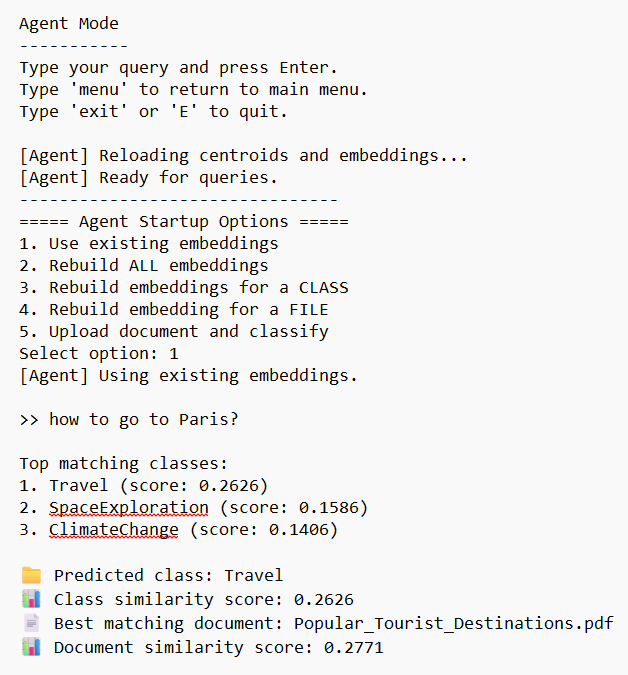 Agent Mode
-----------
Type your query and press Enter.
Type 'menu' to return to main menu.
Type 'exit' or 'E' to quit.
[Agent] Reloading centroids and embeddings...
[Agent] Ready for queries.
--------------------------------
===== Agent Startup Options =====
1. Use existing embeddings
2. Rebuild ALL embeddings
3. Rebuild embeddings for a CLASS
4. Rebuild embedding for a FILE
5. Upload document and classify
Select option: 1
[Agent] Using existing embeddings.
>> how to go to Paris?
Top matching classes:
1. Travel (score: 0.2626)
2. SpaceExploration (score: 0.1586)
3. ClimateChange (score: 0.1406)
Predicted class: Travel
Class similarity score: 0.2626
Best matching document: Popular_Tourist_Destinations.pdf
Document similarity score: 0.2771